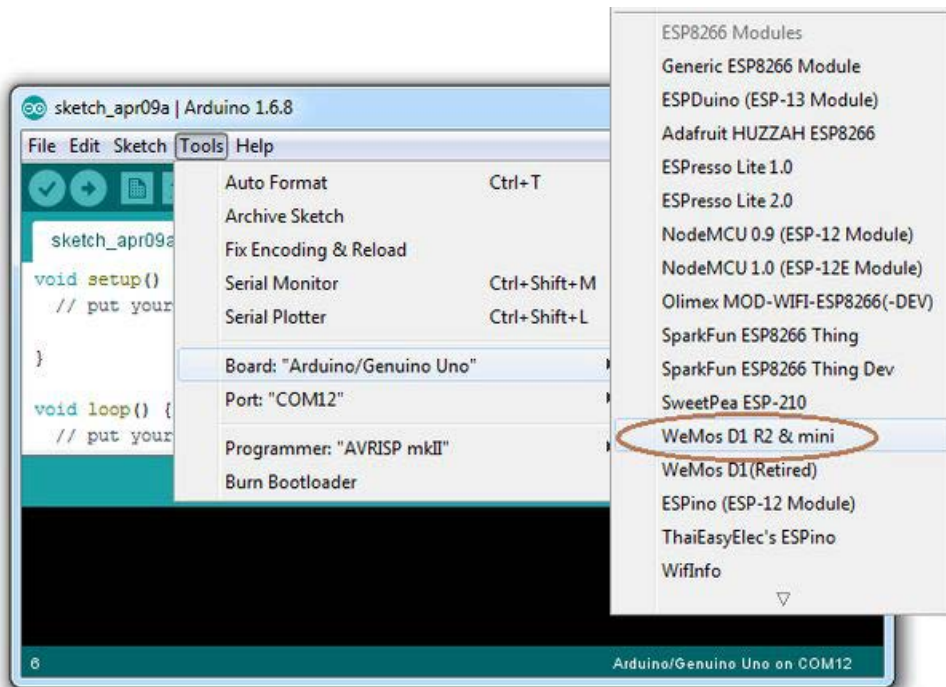 sketch_apr09a | Arduino 1.6.8
File Edit Sketch Tools Help
sketch_apr09a
void setup()
// put your
}
void loop() {
// put your
Auto Format Ctrl+T
Archive Sketch
Fix Encoding & Reload
Serial Monitor Ctrl+Shift+M
Serial Plotter Ctrl+Shift+L
Board: "Arduino/Genuino Uno"
Port: "COM12"
Programmer: "AVRISP mkII"
Burn Bootloader
ESP8266 Modules
Generic ESP8266 Module
ESPDuino (ESP-13 Module)
Adafruit HUZZAH ESP8266
ESPresso Lite 1.0
ESPresso Lite 2.0
NodeMCU 0.9 (ESP-12 Module)
NodeMCU 1.0 (ESP-12E Module)
Olimex MOD-WIFI-ESP8266(-DEV)
SparkFun ESP8266 Thing
SparkFun ESP8266 Thing Dev
SweetPea ESP-210
WeMos D1 R2 & mini
WeMos D1(Retired)
ESPino (ESP-12 Module)
ThaiEasyElec's ESPino
WifInfo
6
Arduino/Genuino Uno on COM12